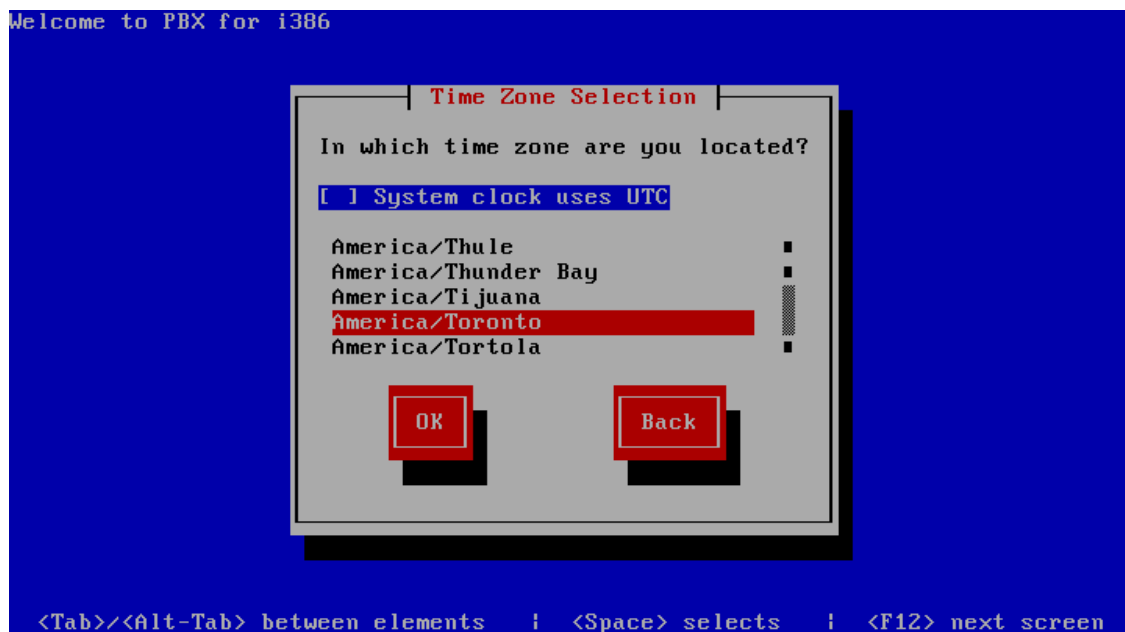 Welcome to PBX for i386
Time Zone Selection
In which time zone are you located?
[ ] System clock uses UTC
America/Thule
America/Thunder Bay
America/Tijuana
America/Toronto
America/Tortola
OK Back
<Tab>/<Alt-Tab> between elements | <Space> selects | <F12> next screen